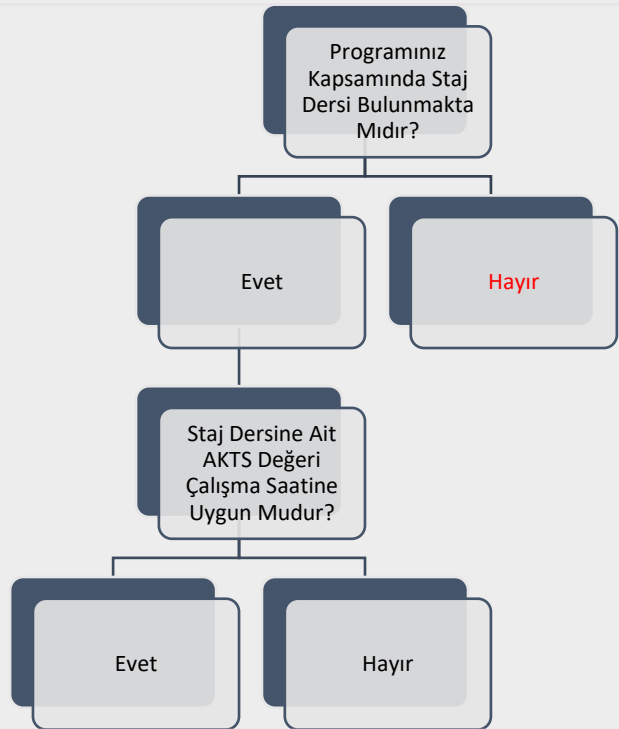 Programınız
Kapsamında Staj
Dersi Bulunmakta
Mıdır?
Evet
Hayır
Staj Dersine Ait
AKTS Değeri
Çalışma Saatine
Uygun Mudur?
Evet
Hayır